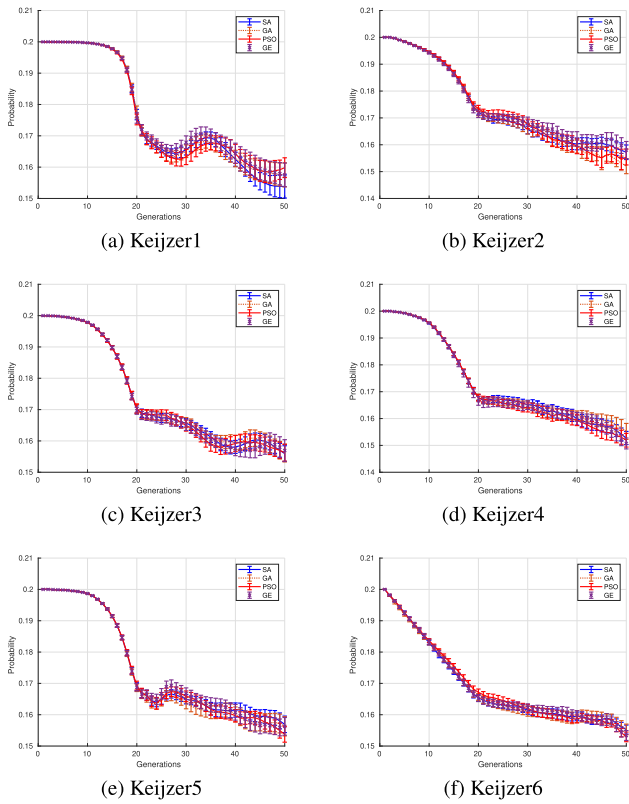 0.21
0.2
0.19
0.18
0.17
0.16
0.15
Probability
0 10 20 30 40 50
Generations
SA
GA
PSO
GE
(a) Keijzer1
0.21
0.2
0.19
0.18
0.17
0.16
0.15
0.14
Probability
0 10 20 30 40 50
Generations
SA
GA
PSO
GE
(b) Keijzer2
0.21
0.2
0.19
0.18
0.17
0.16
0.15
Probability
0 10 20 30 40 50
Generations
SA
GA
PSO
GE
(c) Keijzer3
0.21
0.2
0.19
0.18
0.17
0.16
0.15
0.14
Probability
0 10 20 30 40 50
Generations
SA
GA
PSO
GE
(d) Keijzer4
0.21
0.2
0.19
0.18
0.17
0.16
0.15
Probability
0 10 20 30 40 50
Generations
SA
GA
PSO
GE
(e) Keijzer5
0.21
0.2
0.19
0.18
0.17
0.16
0.15
Probability
0 10 20 30 40 50
Generations
SA
GA
PSO
GE
(f) Keijzer6